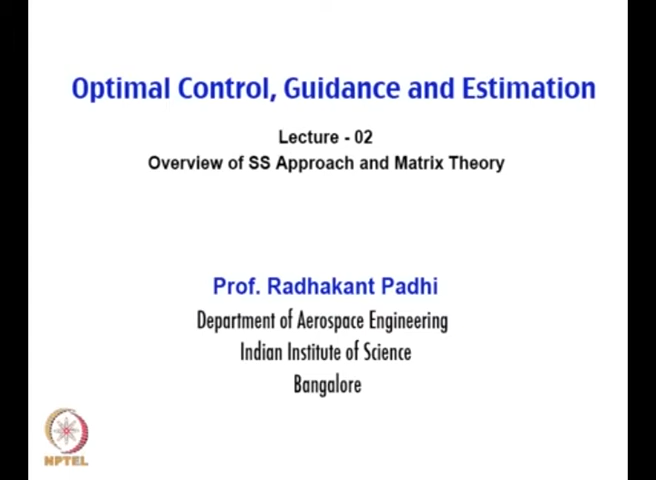 Optimal Control, Guidance and Estimation
Lecture - 02
Overview of SS Approach and Matrix Theory
Prof. Radhakant Padhi
Department of Aerospace Engineering
Indian Institute of Science
Bangalore
NPTEL